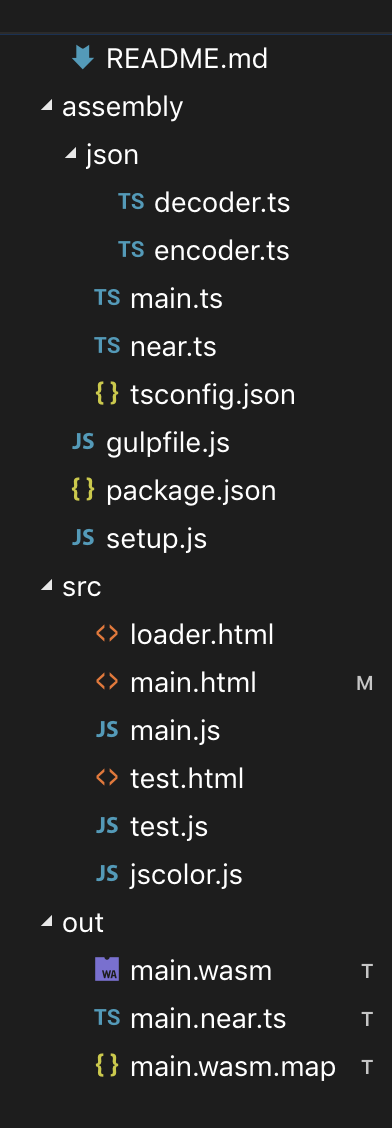 README.md
assembly
json
TS decoder.ts
TS encoder.ts
TS main.ts
TS near.ts
{ } tsconfig.json
JS gulpfile.js
{ } package.json
JS setup.js
src
<> loader.html
<> main.html M
JS main.js
<> test.html
JS test.js
JS jscolor.js
out
WA main.wasm T
TS main.near.ts T
{ } main.wasm.map T